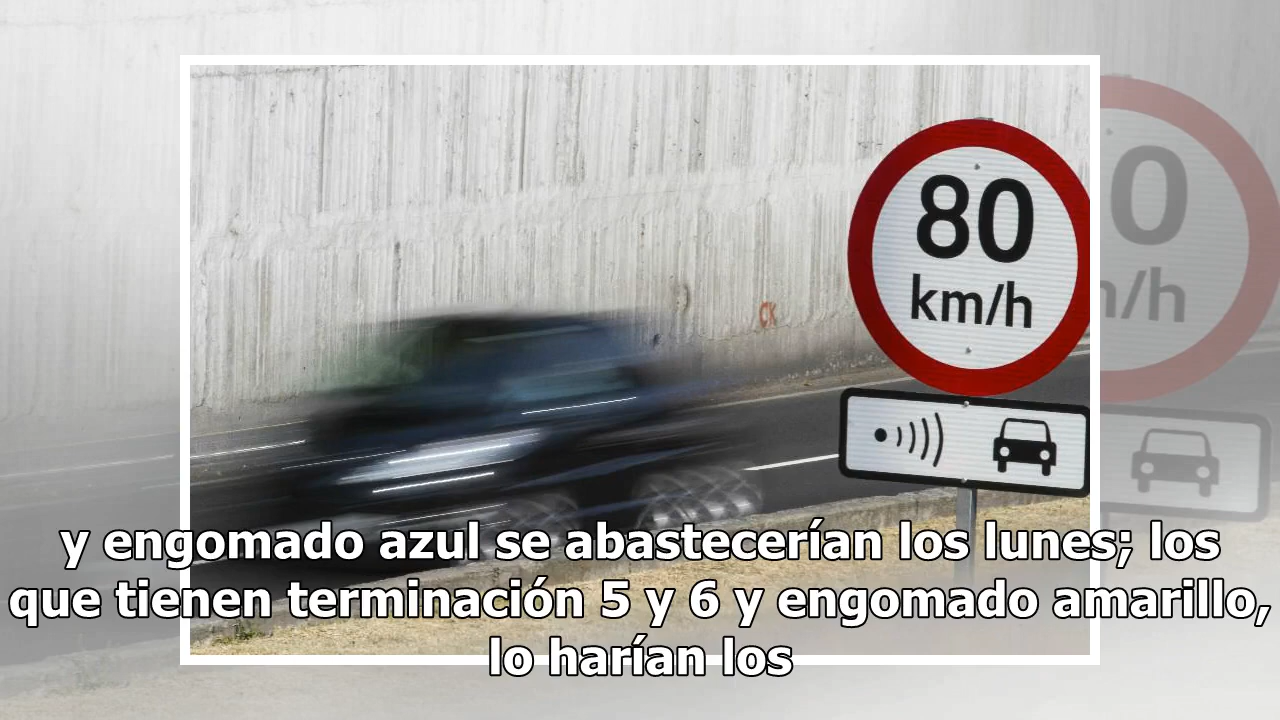 80
km/h
CK
y engomado azul se abastecerían los lunes; los
que tienen terminación 5 y 6 y engomado amarillo,
lo harían los